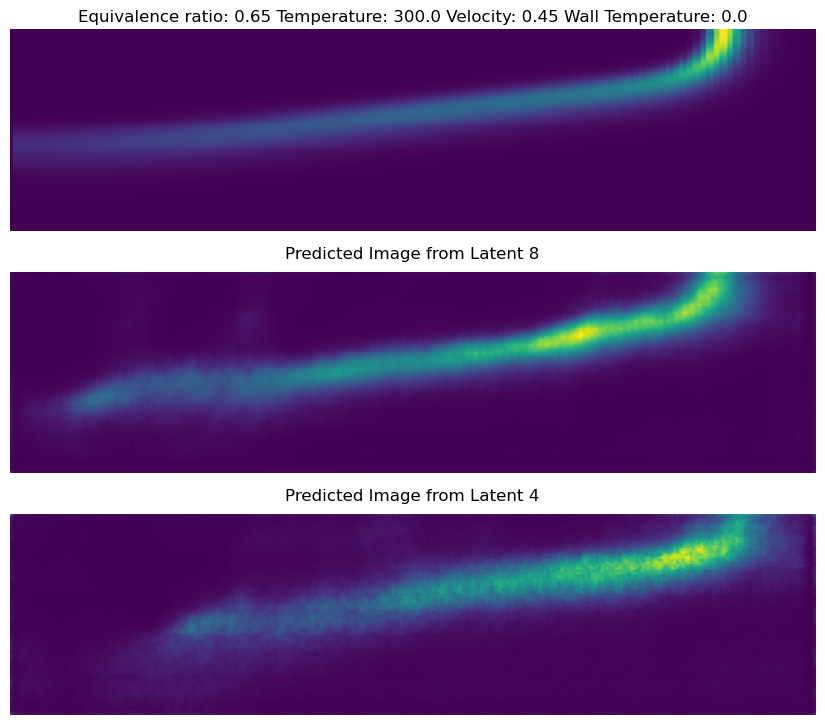 Equivalence ratio: 0.65 Temperature: 300.0 Velocity: 0.45 Wall Temperature: 0.0
Predicted Image from Latent 8
Predicted Image from Latent 4